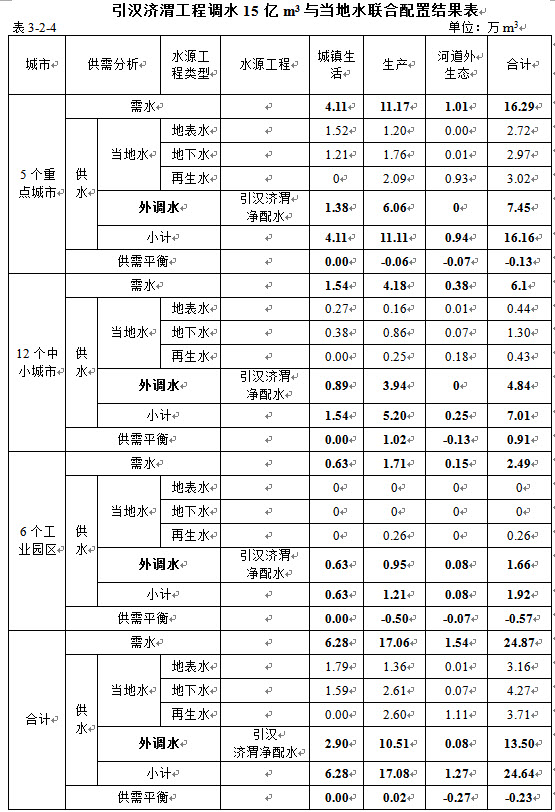 引汉济渭工程调水 15 亿 m³ 与当地水联合配置结果表
表 3-2-4 单位：万 m³
城市 供需分析 水源工程类型 水源工程 城镇生活 生产 河道外生态 合计
5 个重点城市 需水 4.11 11.17 1.01 16.29
供水 当地水 地表水 1.52 1.20 0.00 2.72
地下水 1.21 1.76 0.01 2.97
再生水 0 2.09 0.93 3.02
外调水 引汉济渭净配水 1.38 6.06 0 7.45
小计 4.11 11.11 0.94 16.16
供需平衡 0.00 -0.06 -0.07 -0.13
12 个中小城市 需水 1.54 4.18 0.38 6.1
供水 当地水 地表水 0.27 0.16 0.01 0.44
地下水 0.38 0.86 0.07 1.30
再生水 0.00 0.25 0.18 0.43
外调水 引汉济渭净配水 0.89 3.94 0 4.84
小计 1.54 5.20 0.25 7.01
供需平衡 0.00 1.02 -0.13 0.91
6 个工业园区 需水 0.63 1.71 0.15 2.49
供水 当地水 地表水 0 0 0 0
地下水 0 0 0 0
再生水 0 0.26 0 0.26
外调水 引汉济渭净配水 0.63 0.95 0.08 1.66
小计 0.63 1.21 0.08 1.92
供需平衡 0.00 -0.50 -0.07 -0.57
合计 需水 6.28 17.06 1.54 24.87
供水 当地水 地表水 1.79 1.36 0.01 3.16
地下水 1.59 2.61 0.07 4.27
再生水 0.00 2.60 1.11 3.71
外调水 引汉济渭净配水 2.90 10.51 0.08 13.50
小计 6.28 17.08 1.27 24.64
供需平衡 0.00 0.02 -0.27 -0.23